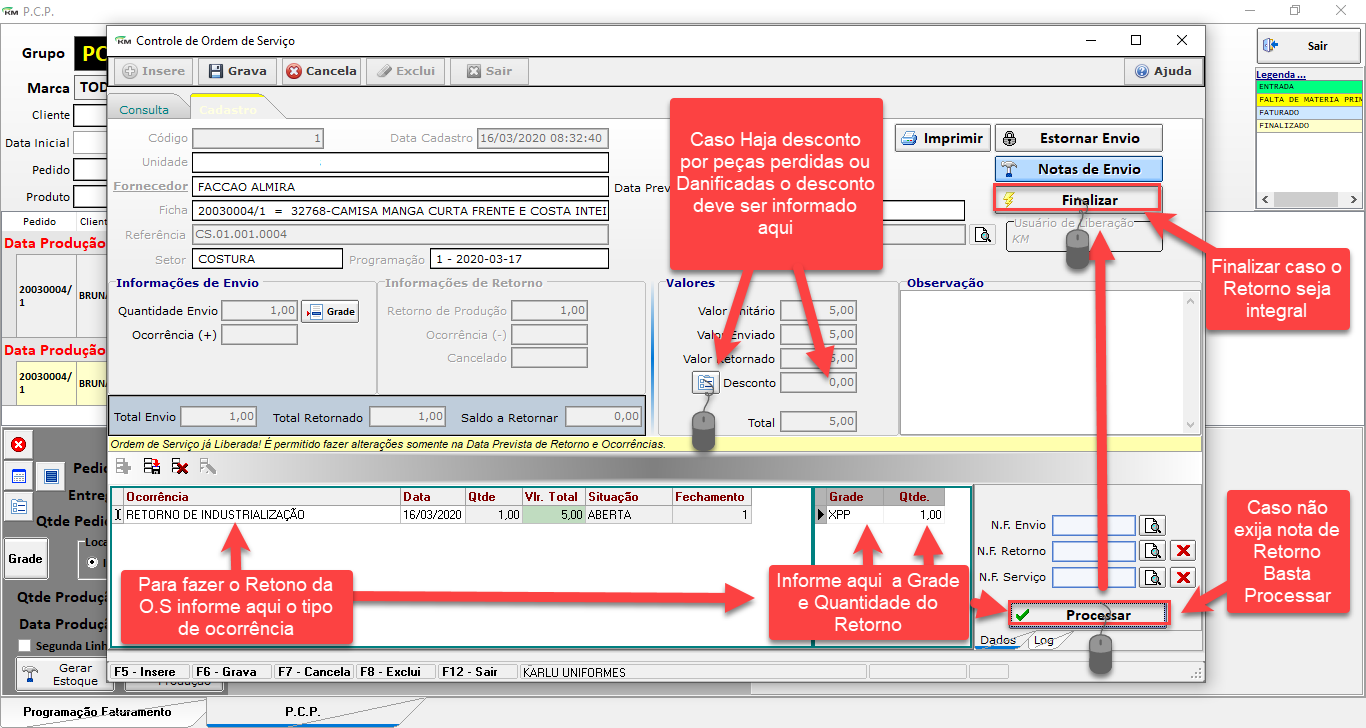 KM P.C.P.
Grupo PC
Marca TOD
Cliente
Data Inicial
Pedido
Produto
Pedido Client
Data Produção
20030004/
1
BRUNA
Data Produção
20030004/
1
BRUNA
Pedid
Entreg
Qtde Pedid
Loca
Grade
Qtde Produç
Data Produç
Segunda Linh
Gerar
Estoque
Produção
Programação Faturamento
P.C.P.
KM Controle de Ordem de Serviço
Insere Grava Cancela Exclui Sair Ajuda
Consulta Cadastro
Código 1 Data Cadastro 16/03/2020 08:32:40
Unidade
Fornecedor FACCAO ALMIRA Data Prev
Ficha 20030004/1 = 32768-CAMISA MANGA CURTA FRENTE E COSTA INTEI
Referência CS.01.001.0004
Setor COSTURA Programação 1 - 2020-03-17
Imprimir Estornar Envio
Notas de Envio
Finalizar
Usuário de Liberação
KM
Caso Haja desconto
por peças perdidas ou
Danificadas o desconto
deve ser informado
aqui
Finalizar caso o
Retorno seja
integral
Informações de Envio
Quantidade Envio 1,00 Grade
Ocorrência (+)
Informações de Retorno
Retorno de Produção 1,00
Ocorrência (-)
Cancelado
Valores
Valor Unitário 5,00
Valor Enviado 5,00
Valor Retornado 5,00
Desconto 0,00
Total 5,00
Observação
Total Envio 1,00 Total Retornado 1,00 Saldo a Retornar 0,00
Ordem de Serviço já Liberada! É permitido fazer alterações somente na Data Prevista de Retorno e Ocorrências.
Ocorrência Data Qtde Vlr. Total Situação Fechamento
RETORNO DE INDUSTRIALIZAÇÃO 16/03/2020 1,00 5,00 ABERTA 1
Grade Qtde.
XPP 1,00
N.F. Envio
N.F. Retorno
N.F. Serviço
Processar
Dados Log
Para fazer o Retono da
O.S informe aqui o tipo
de ocorrência
Informe aqui a Grade
e Quantidade do
Retorno
Caso não
exija nota de
Retorno
Basta
Processar
F5 - Insere F6 - Grava F7 - Cancela F8 - Exclui F12 - Sair KARLU UNIFORMES
Sair
Legenda ...
ENTRADA
FALTA DE MATERIA PRIM
FATURADO
FINALIZADO